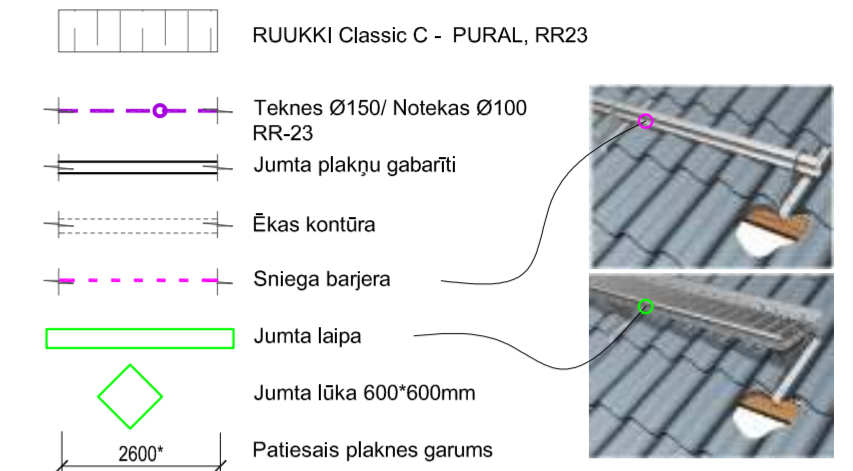 RUUKKI Classic C - PURAL, RR23
Teknes Ø150/ Notekas Ø100
RR-23
Jumta plakņu gabarīti
Ēkas kontūra
Sniega barjera
Jumta laipa
Jumta lūka 600*600mm
2600*
Patiesais plaknes garums